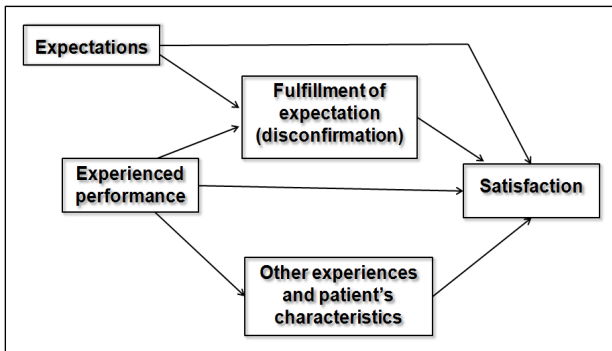 Expectations
Fulfillment of
expectation
(disconfirmation)
Experienced
performance
Satisfaction
Other experiences
and patient's
characteristics